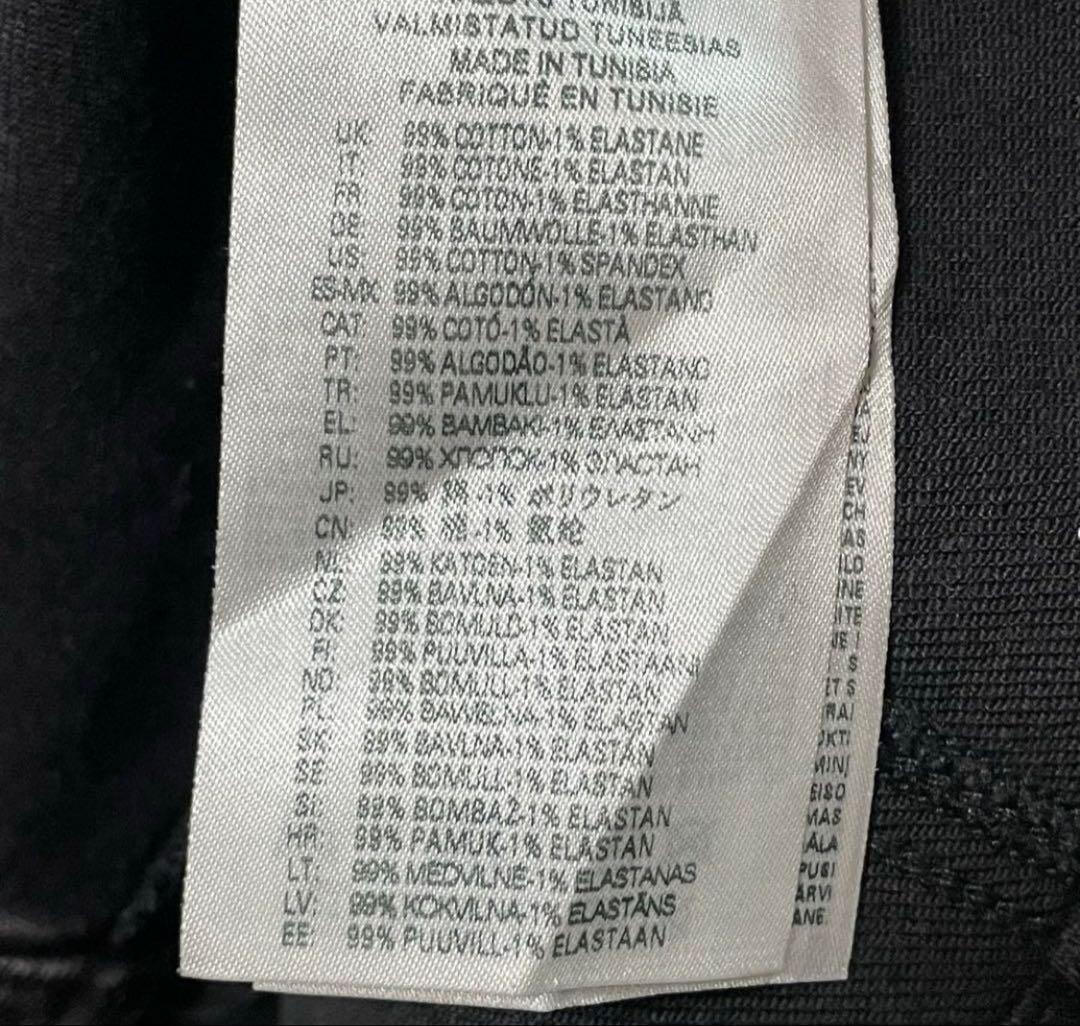 TUNISIJA
VALMISTATUD TUNEESIAS
MADE IN TUNISIA
FABRIQUÉ EN TUNISIE
UK: 99% COTTON-1% ELASTANE
IT: 99% COTONE-1% ELASTAN
FR: 99% COTON-1% ELASTHANNE
DE: 99% BAUMWOLLE-1% ELASTHAN
US: 99% COTTON-1% SPANDEX
ES-MX: 99% ALGODÓN-1% ELASTANO
CAT: 99% COTÓ-1% ELASTÀ
PT: 99% ALGODÃO-1% ELASTANO
TR: 99% PAMUKLU-1% ELASTAN
EL: 99% ΒΑΜΒΑΚΙ-1% ΕΛΑΣΤΑΝΗ
RU: 99% ХЛОПОК-1% ЭЛАСТАН
JP: 99% 綿 -1% ポリウレタン
CN: 99% 棉 -1% 氨纶
NL: 99% KATOEN-1% ELASTAN
CZ: 99% BAVLNA-1% ELASTAN
DK: 99% BOMULD-1% ELASTAN
FI: 99% PUUVILLA-1% ELASTAANI
NO: 99% BOMULL-1% ELASTAN
PL: 99% BAWEŁNA-1% ELASTAN
SK: 99% BAVLNA-1% ELASTAN
SE: 99% BOMULL-1% ELASTAN
SI: 99% BOMBAŽ-1% ELASTAN
HR: 99% PAMUK-1% ELASTAN
LT: 99% MEDVILNĖ-1% ELASTANAS
LV: 99% KOKVILNA-1% ELASTĀNS
EE: 99% PUUVILL-1% ELASTAAN